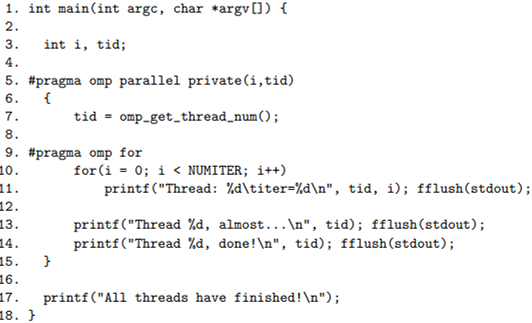 1. int main(int argc, char *argv[]) {
2.
3.   int i, tid;
4.
5. #pragma omp parallel private(i,tid)
6.   {
7.       tid = omp_get_thread_num();
8.
9. #pragma omp for
10.       for(i = 0; i < NUMITER; i++)
11.           printf("Thread: %d\titer=%d\n", tid, i); fflush(stdout);
12.
13.       printf("Thread %d, almost...\n", tid); fflush(stdout);
14.       printf("Thread %d, done!\n", tid); fflush(stdout);
15.   }
16.
17.   printf("All threads have finished!\n");
18. }